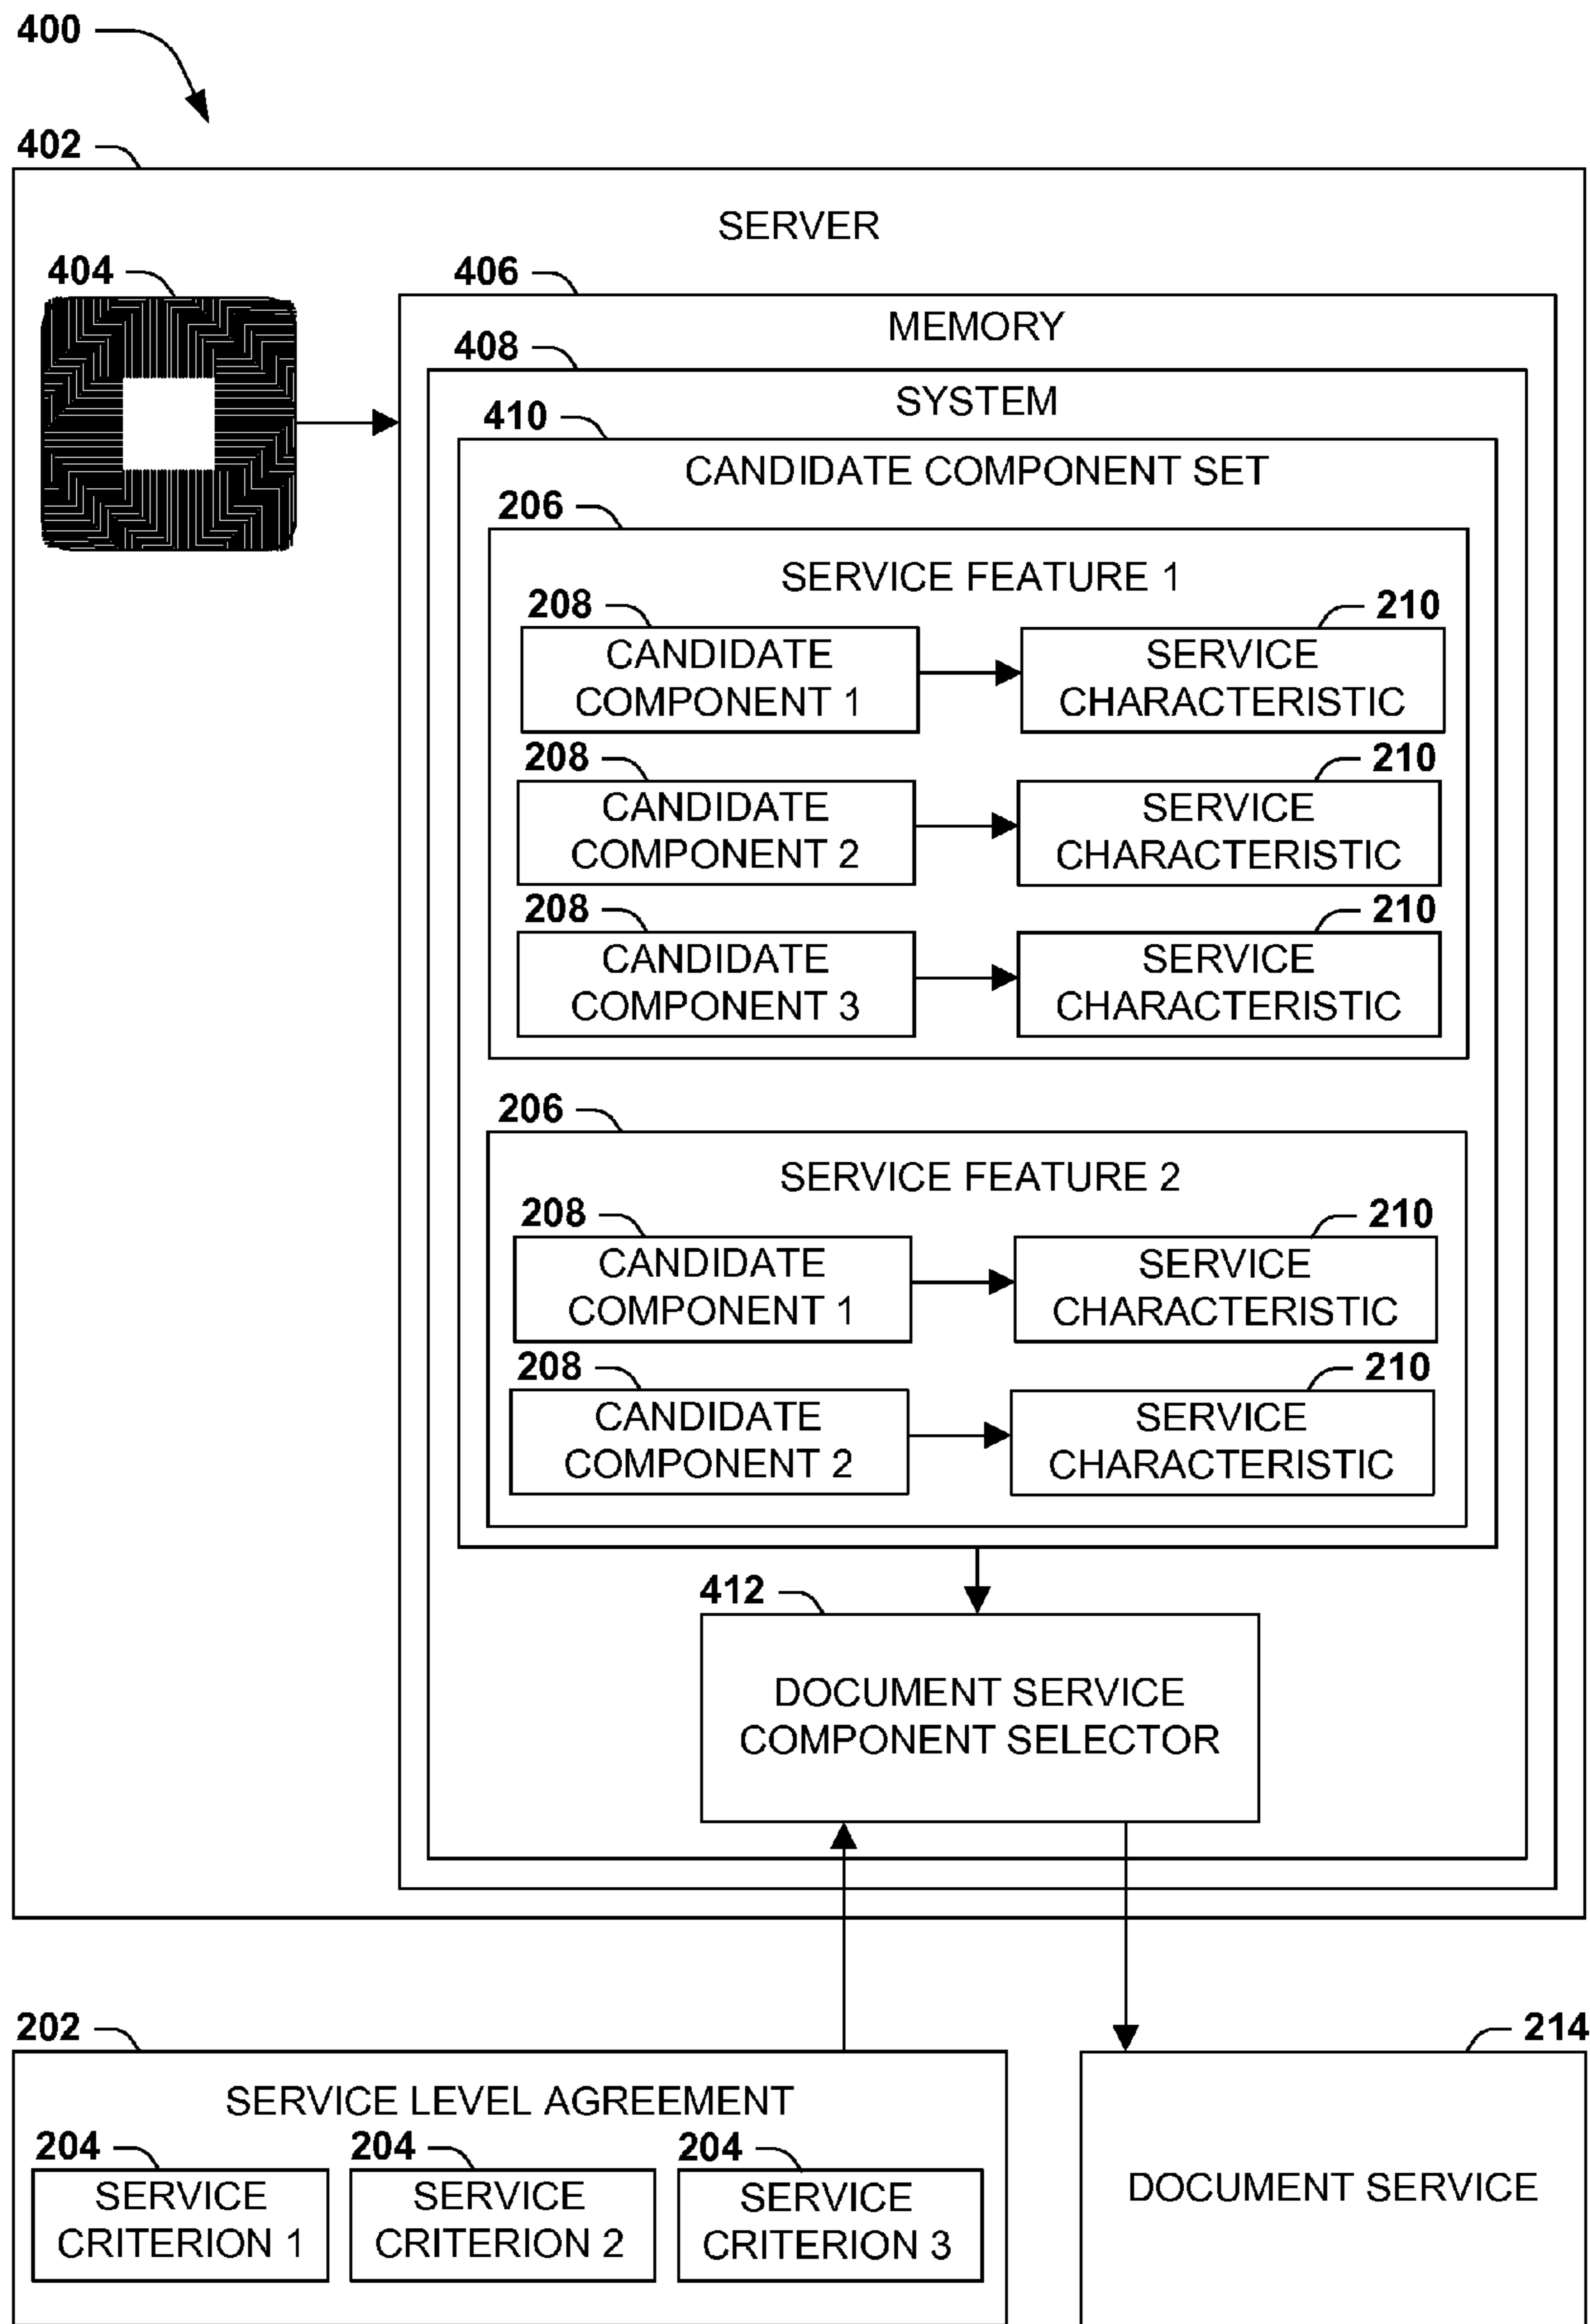 400
402
SERVER
404
406
MEMORY
408
SYSTEM
410
CANDIDATE COMPONENT SET
206
SERVICE FEATURE 1
208
210
CANDIDATE
COMPONENT 1
SERVICE
CHARACTERISTIC
208
210
CANDIDATE
COMPONENT 2
SERVICE
CHARACTERISTIC
208
210
CANDIDATE
COMPONENT 3
SERVICE
CHARACTERISTIC
206
SERVICE FEATURE 2
208
210
CANDIDATE
COMPONENT 1
SERVICE
CHARACTERISTIC
208
210
CANDIDATE
COMPONENT 2
SERVICE
CHARACTERISTIC
412
DOCUMENT SERVICE
COMPONENT SELECTOR
202
SERVICE LEVEL AGREEMENT
204
SERVICE
CRITERION 1
204
SERVICE
CRITERION 2
204
SERVICE
CRITERION 3
214
DOCUMENT SERVICE